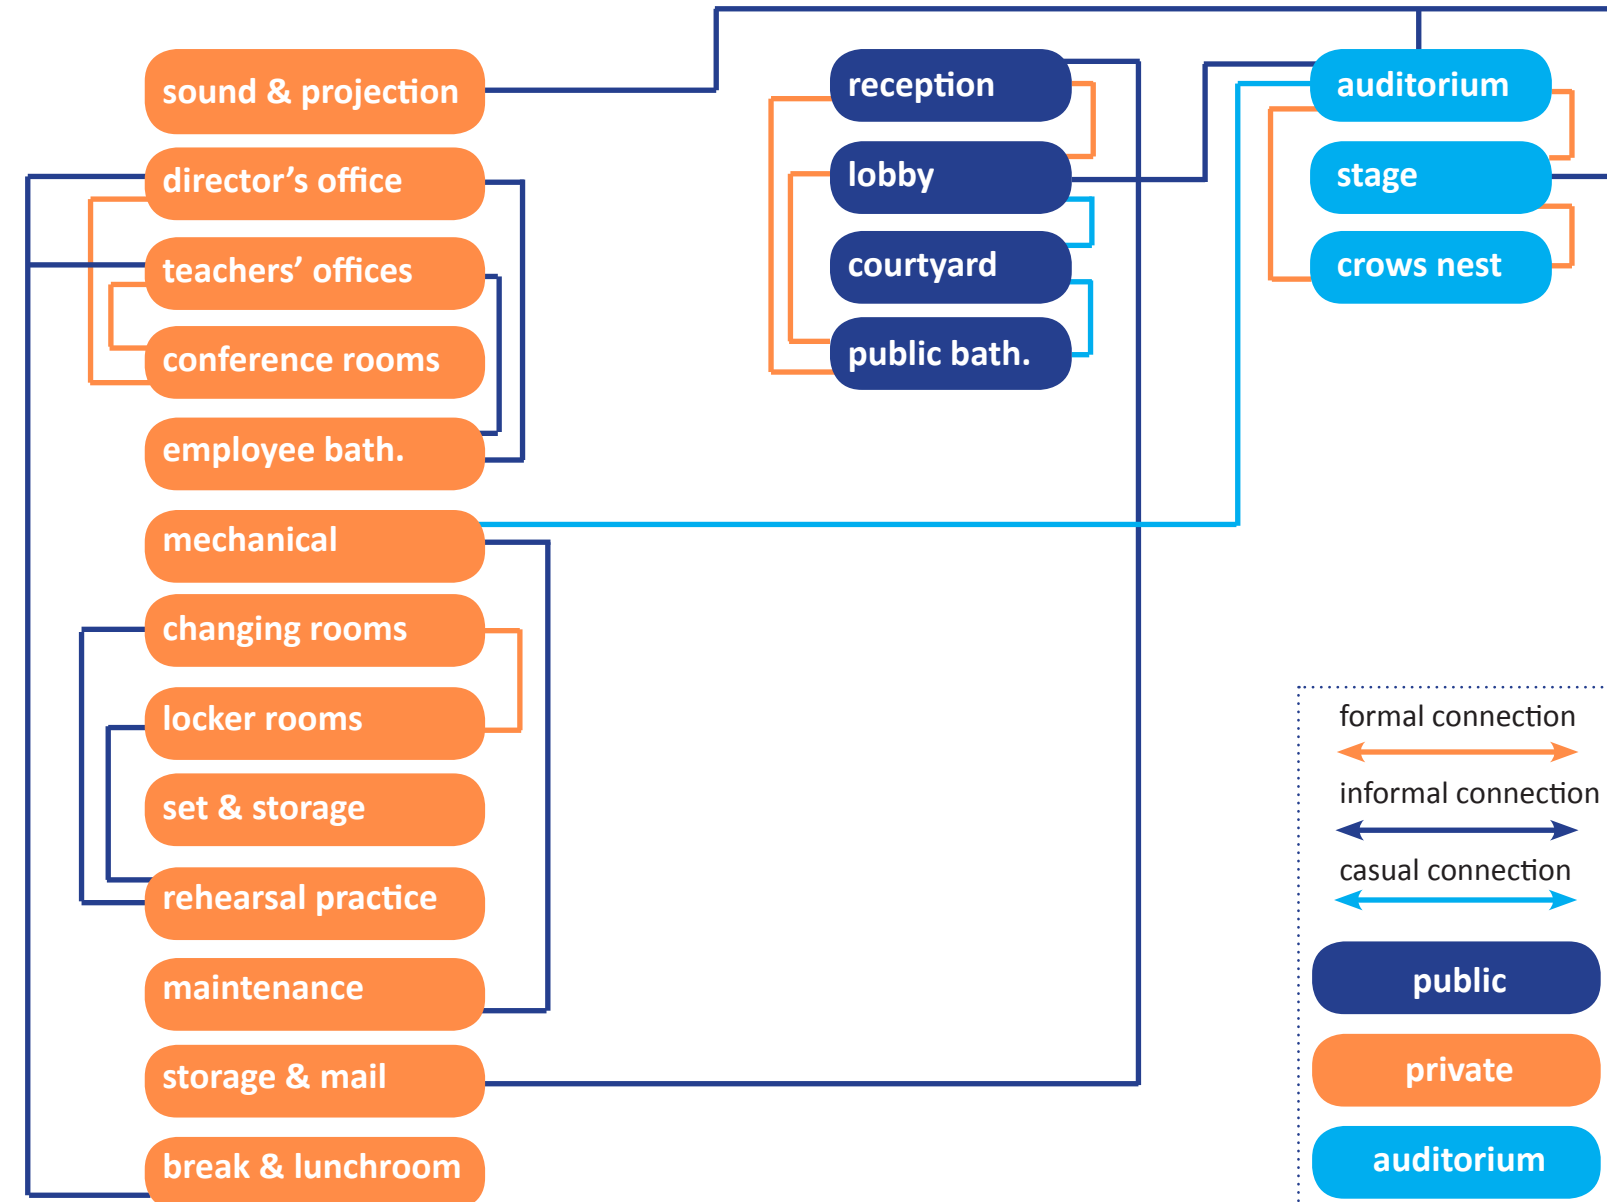 sound & projection
director’s office
teachers’ offices
conference rooms
employee bath.
mechanical
changing rooms
locker rooms
set & storage
rehearsal practice
maintenance
storage & mail
break & lunchroom
reception
lobby
courtyard
public bath.
auditorium
stage
crows nest
formal connection
informal connection
casual connection
public
private
auditorium